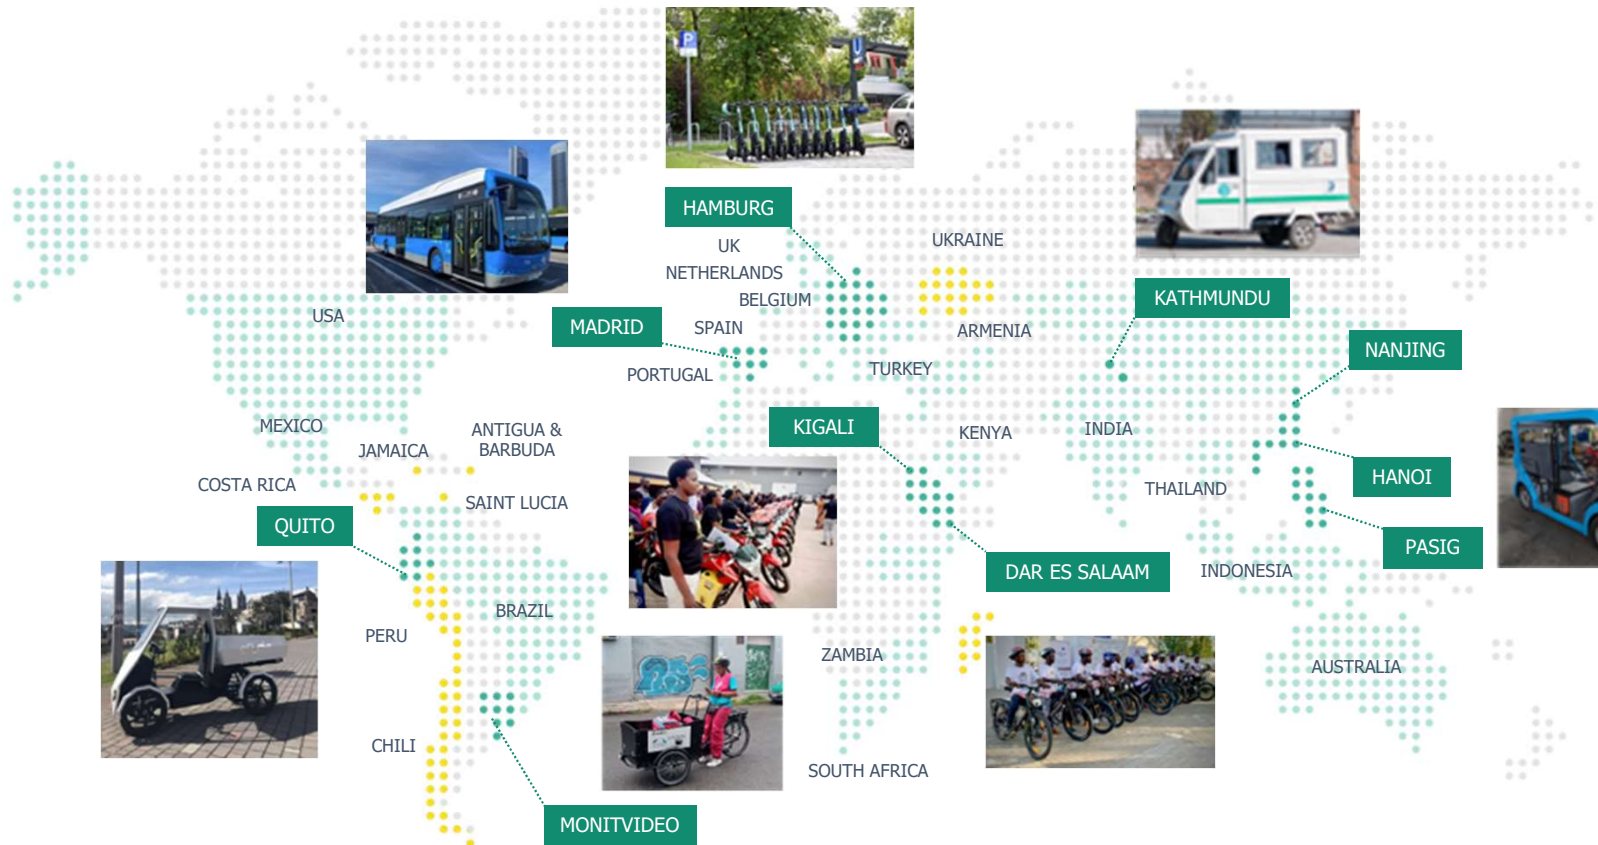 P
U
HAMBURG
UK
UKRAINE
NETHERLANDS
BELGIUM
KATHMUNDU
USA
MADRID
SPAIN
ARMENIA
NANJING
PORTUGAL
TURKEY
MEXICO
JAMAICA
ANTIGUA &
BARBUDA
KIGALI
KENYA
INDIA
COSTA RICA
SAINT LUCIA
THAILAND
HANOI
QUITO
PASIG
DAR ES SALAAM
INDONESIA
BRAZIL
PERU
ZAMBIA
AUSTRALIA
CHILI
SOUTH AFRICA
MONITVIDEO